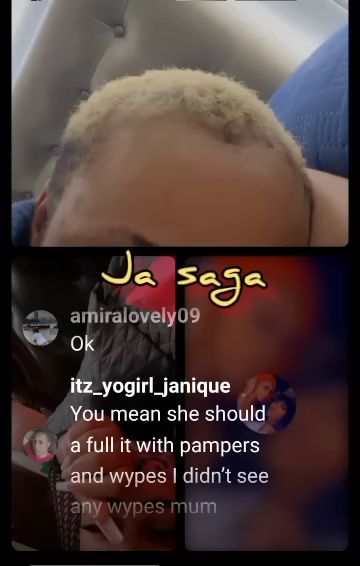 Ja saga
amiralovely09
Ok
itz_yogirl_janique
You mean she should
a full it with pampers
and wypes I didn't see
any wypes mum